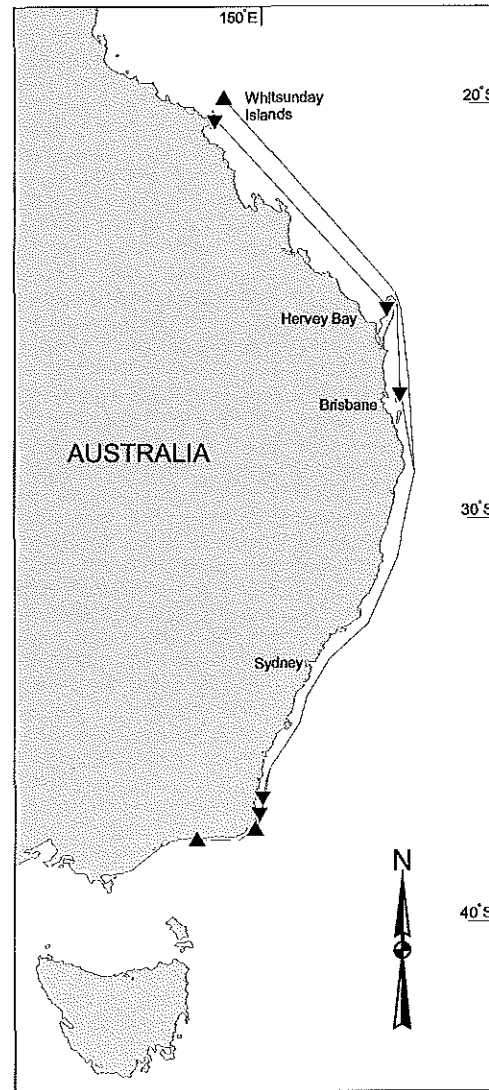 150°E
Whitsunday
Islands
20°S
Hervey Bay
Brisbane
AUSTRALIA
30°S
Sydney
N
40°S